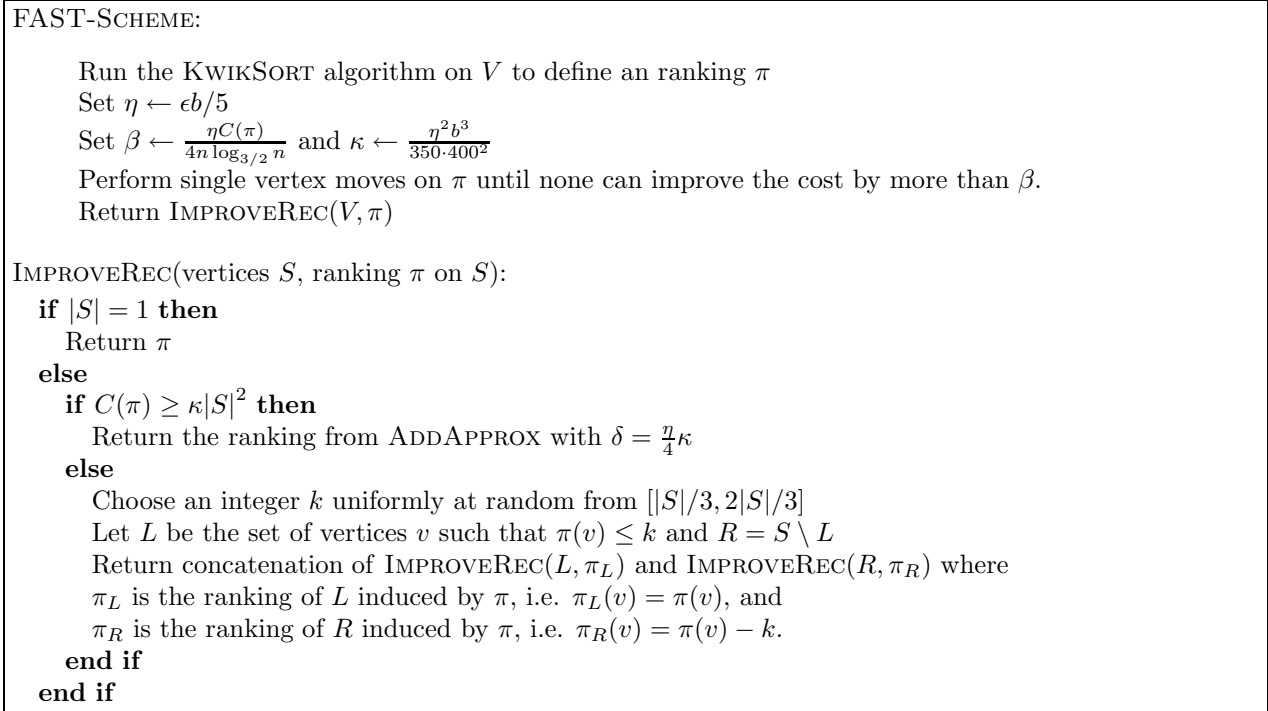 FAST-SCHEME:
Run the KWIKSORT algorithm on V to define an ranking π
Set η ← ϵb/5
Set β ← ηC(π)/(4n log_{3/2} n) and κ ← η²b³/(350·400²)
Perform single vertex moves on π until none can improve the cost by more than β.
Return IMPROVEREC(V, π)
IMPROVEREC(vertices S, ranking π on S):
if |S| = 1 then
Return π
else
if C(π) ≥ κ|S|² then
Return the ranking from ADDAPPROX with δ = η/4 κ
else
Choose an integer k uniformly at random from [|S|/3, 2|S|/3]
Let L be the set of vertices v such that π(v) ≤ k and R = S \ L
Return concatenation of IMPROVEREC(L, π_L) and IMPROVEREC(R, π_R) where
π_L is the ranking of L induced by π, i.e. π_L(v) = π(v), and
π_R is the ranking of R induced by π, i.e. π_R(v) = π(v) − k.
end if
end if